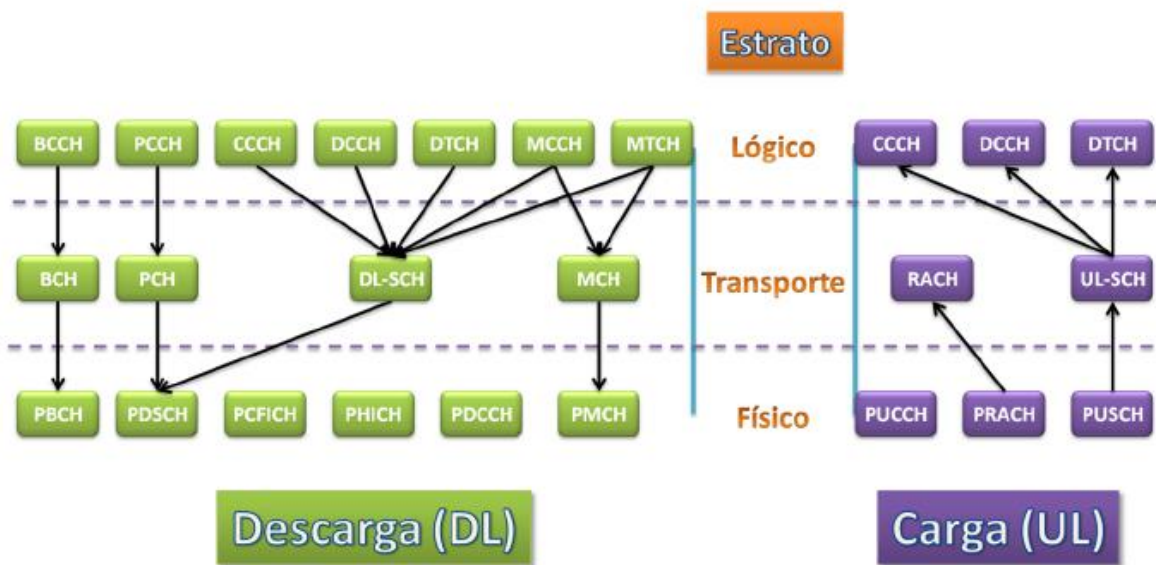 Estrato
BCCH PCCH CCCH DCCH DTCH MCCH MTCH Lógico CCCH DCCH DTCH
BCH PCH DL-SCH MCH Transporte RACH UL-SCH
PBCH PDSCH PCFICH PHICH PDCCH PMCH Físico PUCCH PRACH PUSCH
Descarga (DL) Carga (UL)